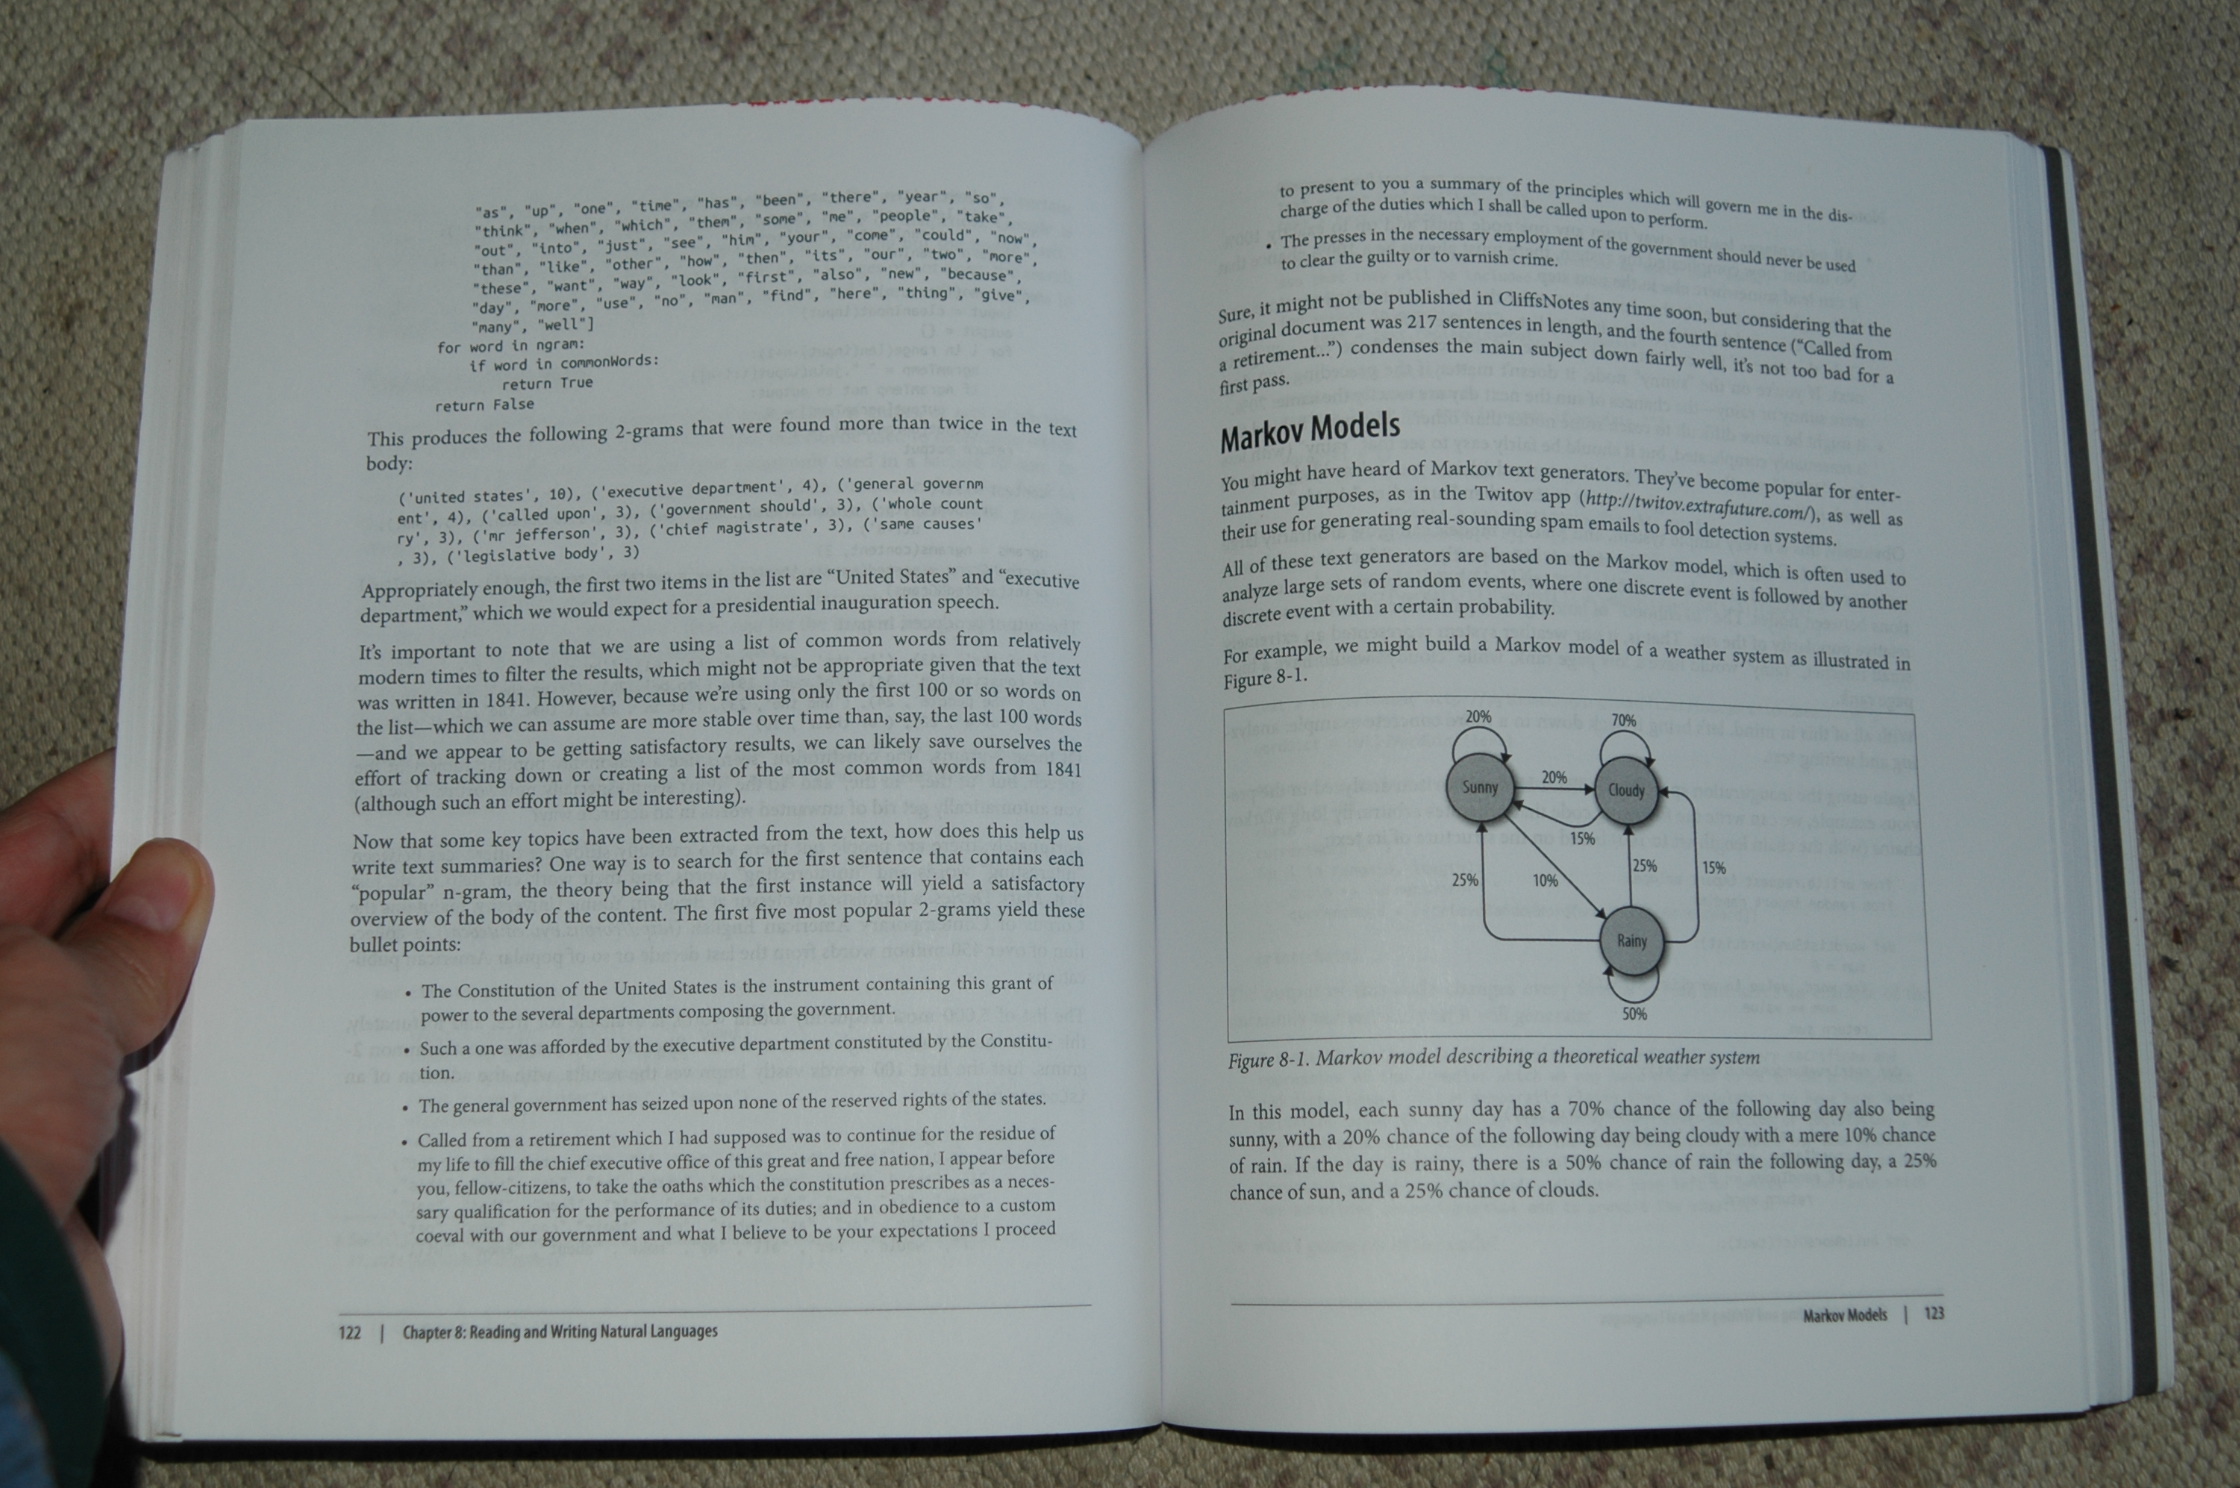 "as", "up", "one", "time", "has", "been", "there", "year", "so",
"think", "when", "which", "them", "some", "me", "people", "take",
"out", "into", "just", "see", "him", "your", "come", "could", "now",
"than", "like", "other", "how", "then", "its", "our", "two", "more",
"these", "want", "way", "look", "first", "also", "new", "because",
"day", "more", "use", "no", "man", "find", "here", "thing", "give",
"many", "well"]
for word in ngram:
if word in commonWords:
return True
return False
This produces the following 2-grams that were found more than twice in the text
body:
('united states', 10), ('executive department', 4), ('general governm
ent', 4), ('called upon', 3), ('government should', 3), ('whole count
ry', 3), ('mr jefferson', 3), ('chief magistrate', 3), ('same causes'
, 3), ('legislative body', 3)
Appropriately enough, the first two items in the list are “United States” and “executive
department,” which we would expect for a presidential inauguration speech.
It’s important to note that we are using a list of common words from relatively
modern times to filter the results, which might not be appropriate given that the text
was written in 1841. However, because we’re using only the first 100 or so words on
the list—which we can assume are more stable over time than, say, the last 100 words
—and we appear to be getting satisfactory results, we can likely save ourselves the
effort of tracking down or creating a list of the most common words from 1841
(although such an effort might be interesting).
Now that some key topics have been extracted from the text, how does this help us
write text summaries? One way is to search for the first sentence that contains each
“popular” n-gram, the theory being that the first instance will yield a satisfactory
overview of the body of the content. The first five most popular 2-grams yield these
bullet points:
• The Constitution of the United States is the instrument containing this grant of
power to the several departments composing the government.
• Such a one was afforded by the executive department constituted by the Constitu-
tion.
• The general government has seized upon none of the reserved rights of the states.
• Called from a retirement which I had supposed was to continue for the residue of
my life to fill the chief executive office of this great and free nation, I appear before
you, fellow-citizens, to take the oaths which the constitution prescribes as a neces-
sary qualification for the performance of its duties; and in obedience to a custom
coeval with our government and what I believe to be your expectations I proceed
122 | Chapter 8: Reading and Writing Natural Languages
to present to you a summary of the principles which will govern me in the dis-
charge of the duties which I shall be called upon to perform.
• The presses in the necessary employment of the government should never be used
to clear the guilty or to varnish crime.
Sure, it might not be published in CliffsNotes any time soon, but considering that the
original document was 217 sentences in length, and the fourth sentence (“Called from
a retirement...”) condenses the main subject down fairly well, it’s not too bad for a
first pass.
Markov Models
You might have heard of Markov text generators. They’ve become popular for enter-
tainment purposes, as in the Twitov app (http://twitov.extrafuture.com/), as well as
their use for generating real-sounding spam emails to fool detection systems.
All of these text generators are based on the Markov model, which is often used to
analyze large sets of random events, where one discrete event is followed by another
discrete event with a certain probability.
For example, we might build a Markov model of a weather system as illustrated in
Figure 8-1.
20% 70%
Sunny 20% Cloudy
15%
25% 10% 25% 15%
Rainy
50%
Figure 8-1. Markov model describing a theoretical weather system
In this model, each sunny day has a 70% chance of the following day also being
sunny, with a 20% chance of the following day being cloudy with a mere 10% chance
of rain. If the day is rainy, there is a 50% chance of rain the following day, a 25%
chance of sun, and a 25% chance of clouds.
Markov Models | 123